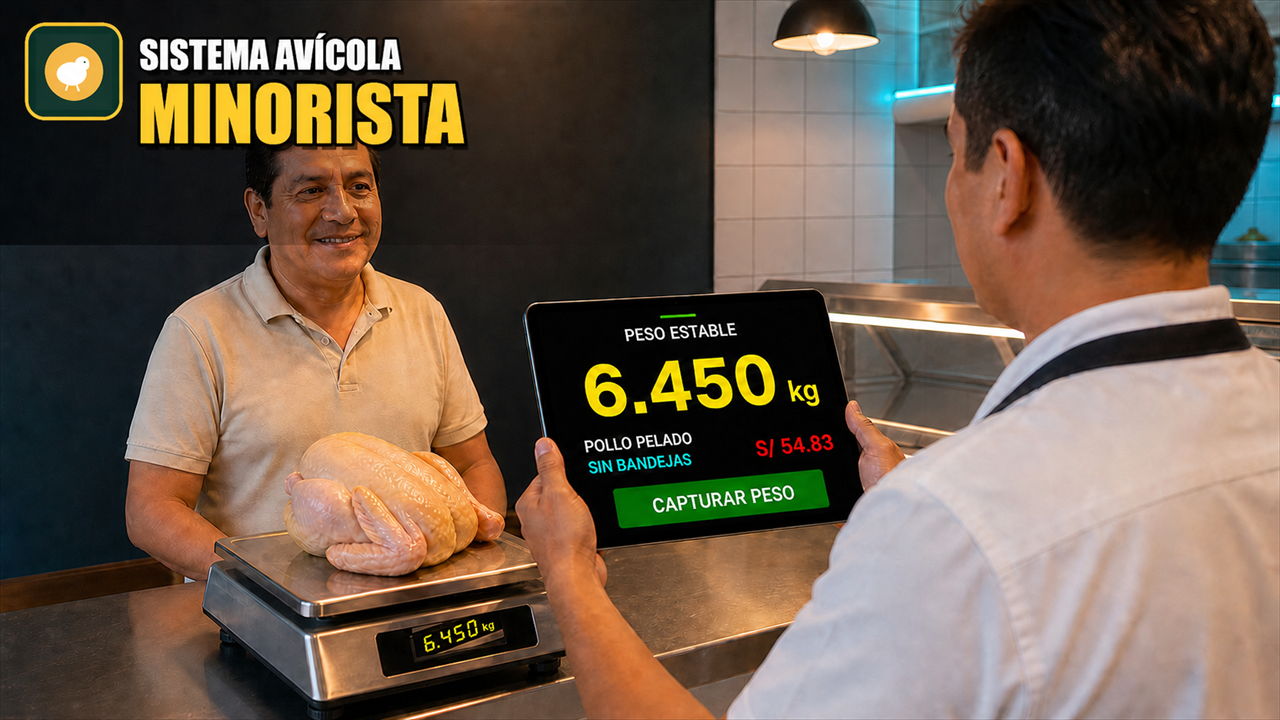 SISTEMA AVÍCOLA
MINORISTA
PESO ESTABLE
6.450 kg
POLLO PELADO
SIN BANDEJAS
S/ 54.83
CAPTURAR PESO
6.450 kg